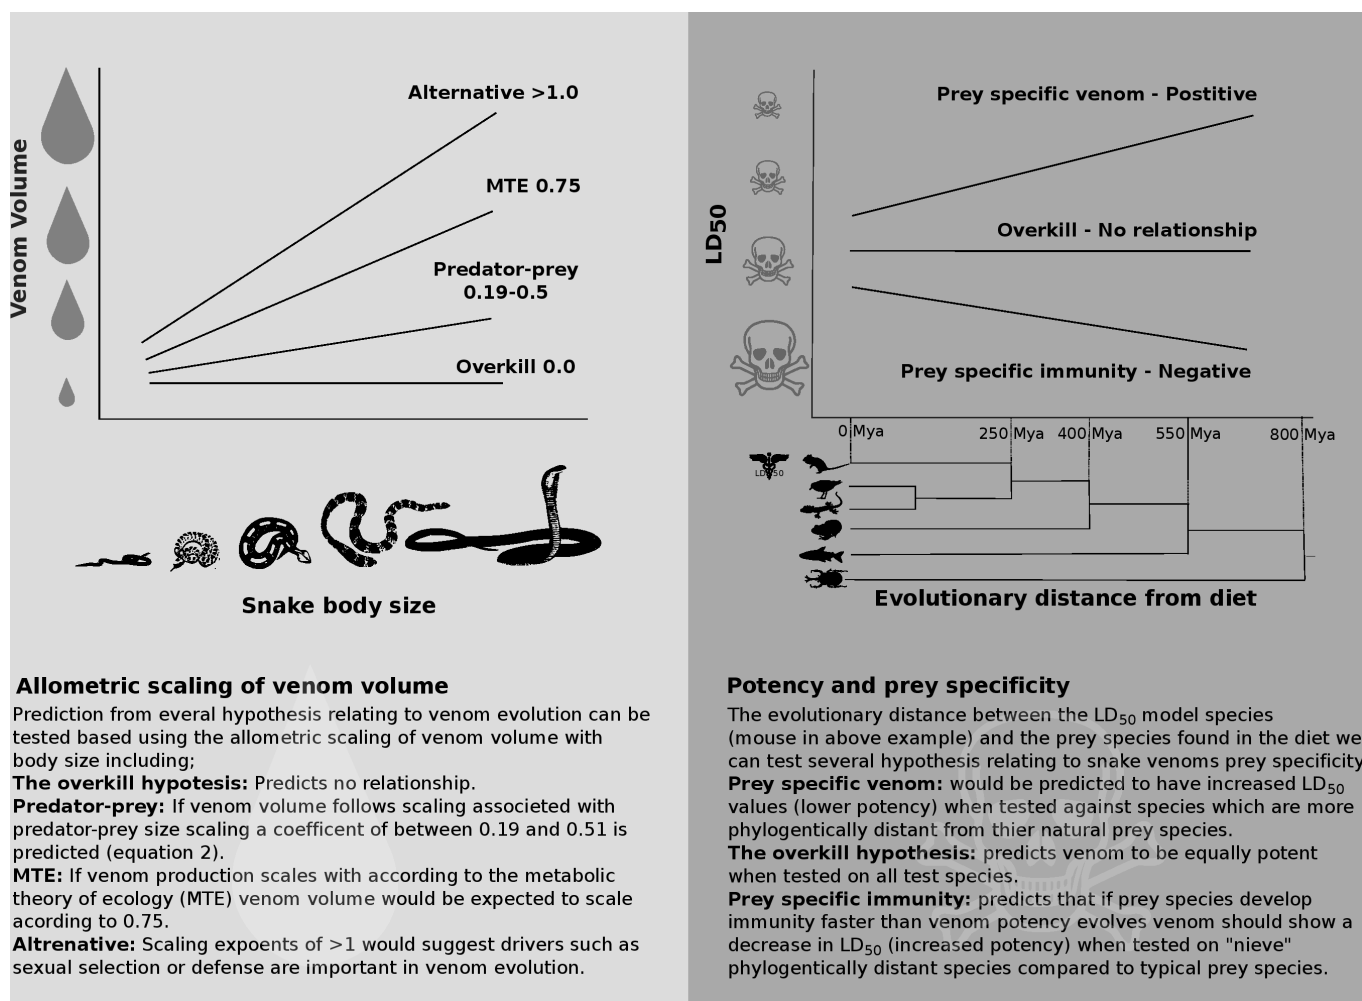 Venom Volume
Alternative >1.0
MTE 0.75
Predator-prey
0.19-0.5
Overkill 0.0
Snake body size
Allometric scaling of venom volume
Prediction from everal hypothesis relating to venom evolution can be
tested based using the allometric scaling of venom volume with
body size including;
The overkill hypotesis: Predicts no relationship.
Predator-prey: If venom volume follows scaling associeted with
predator-prey size scaling a coefficent of between 0.19 and 0.51 is
predicted (equation 2).
MTE: If venom production scales with according to the metabolic
theory of ecology (MTE) venom volume would be expected to scale
acording to 0.75.
Altrenative: Scaling expoents of >1 would suggest drivers such as
sexual selection or defense are important in venom evolution.
LD50
Prey specific venom - Postitive
Overkill - No relationship
Prey specific immunity - Negative
0 Mya 250 Mya 400 Mya 550 Mya 800 Mya
LD 50
Evolutionary distance from diet
Potency and prey specificity
The evolutionary distance between the LD50 model species
(mouse in above example) and the prey species found in the diet we
can test several hypothesis relating to snake venoms prey specificity
Prey specific venom: would be predicted to have increased LD50
values (lower potency) when tested against species which are more
phylogentically distant from thier natural prey species.
The overkill hypothesis: predicts venom to be equally potent
when tested on all test species.
Prey specific immunity: predicts that if prey species develop
immunity faster than venom potency evolves venom should show a
decrease in LD50 (increased potency) when tested on "nieve"
phylogentically distant species compared to typical prey species.